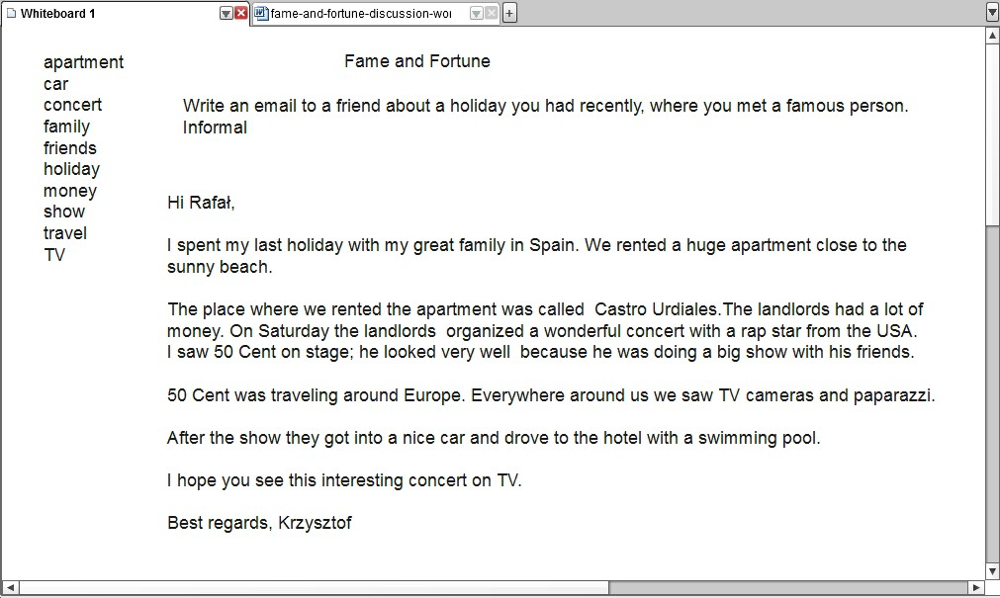 Whiteboard 1
fame-and-fortune-discussion-wor
apartment
car
concert
family
friends
holiday
money
show
travel
TV
Fame and Fortune
Write an email to a friend about a holiday you had recently, where you met a famous person.
Informal
Hi Rafał,
I spent my last holiday with my great family in Spain. We rented a huge apartment close to the
sunny beach.
The place where we rented the apartment was called  Castro Urdiales.The landlords had a lot of
money. On Saturday the landlords  organized a wonderful concert with a rap star from the USA.
I saw 50 Cent on stage; he looked very well  because he was doing a big show with his friends.
50 Cent was traveling around Europe. Everywhere around us we saw TV cameras and paparazzi.
After the show they got into a nice car and drove to the hotel with a swimming pool.
I hope you see this interesting concert on TV.
Best regards, Krzysztof